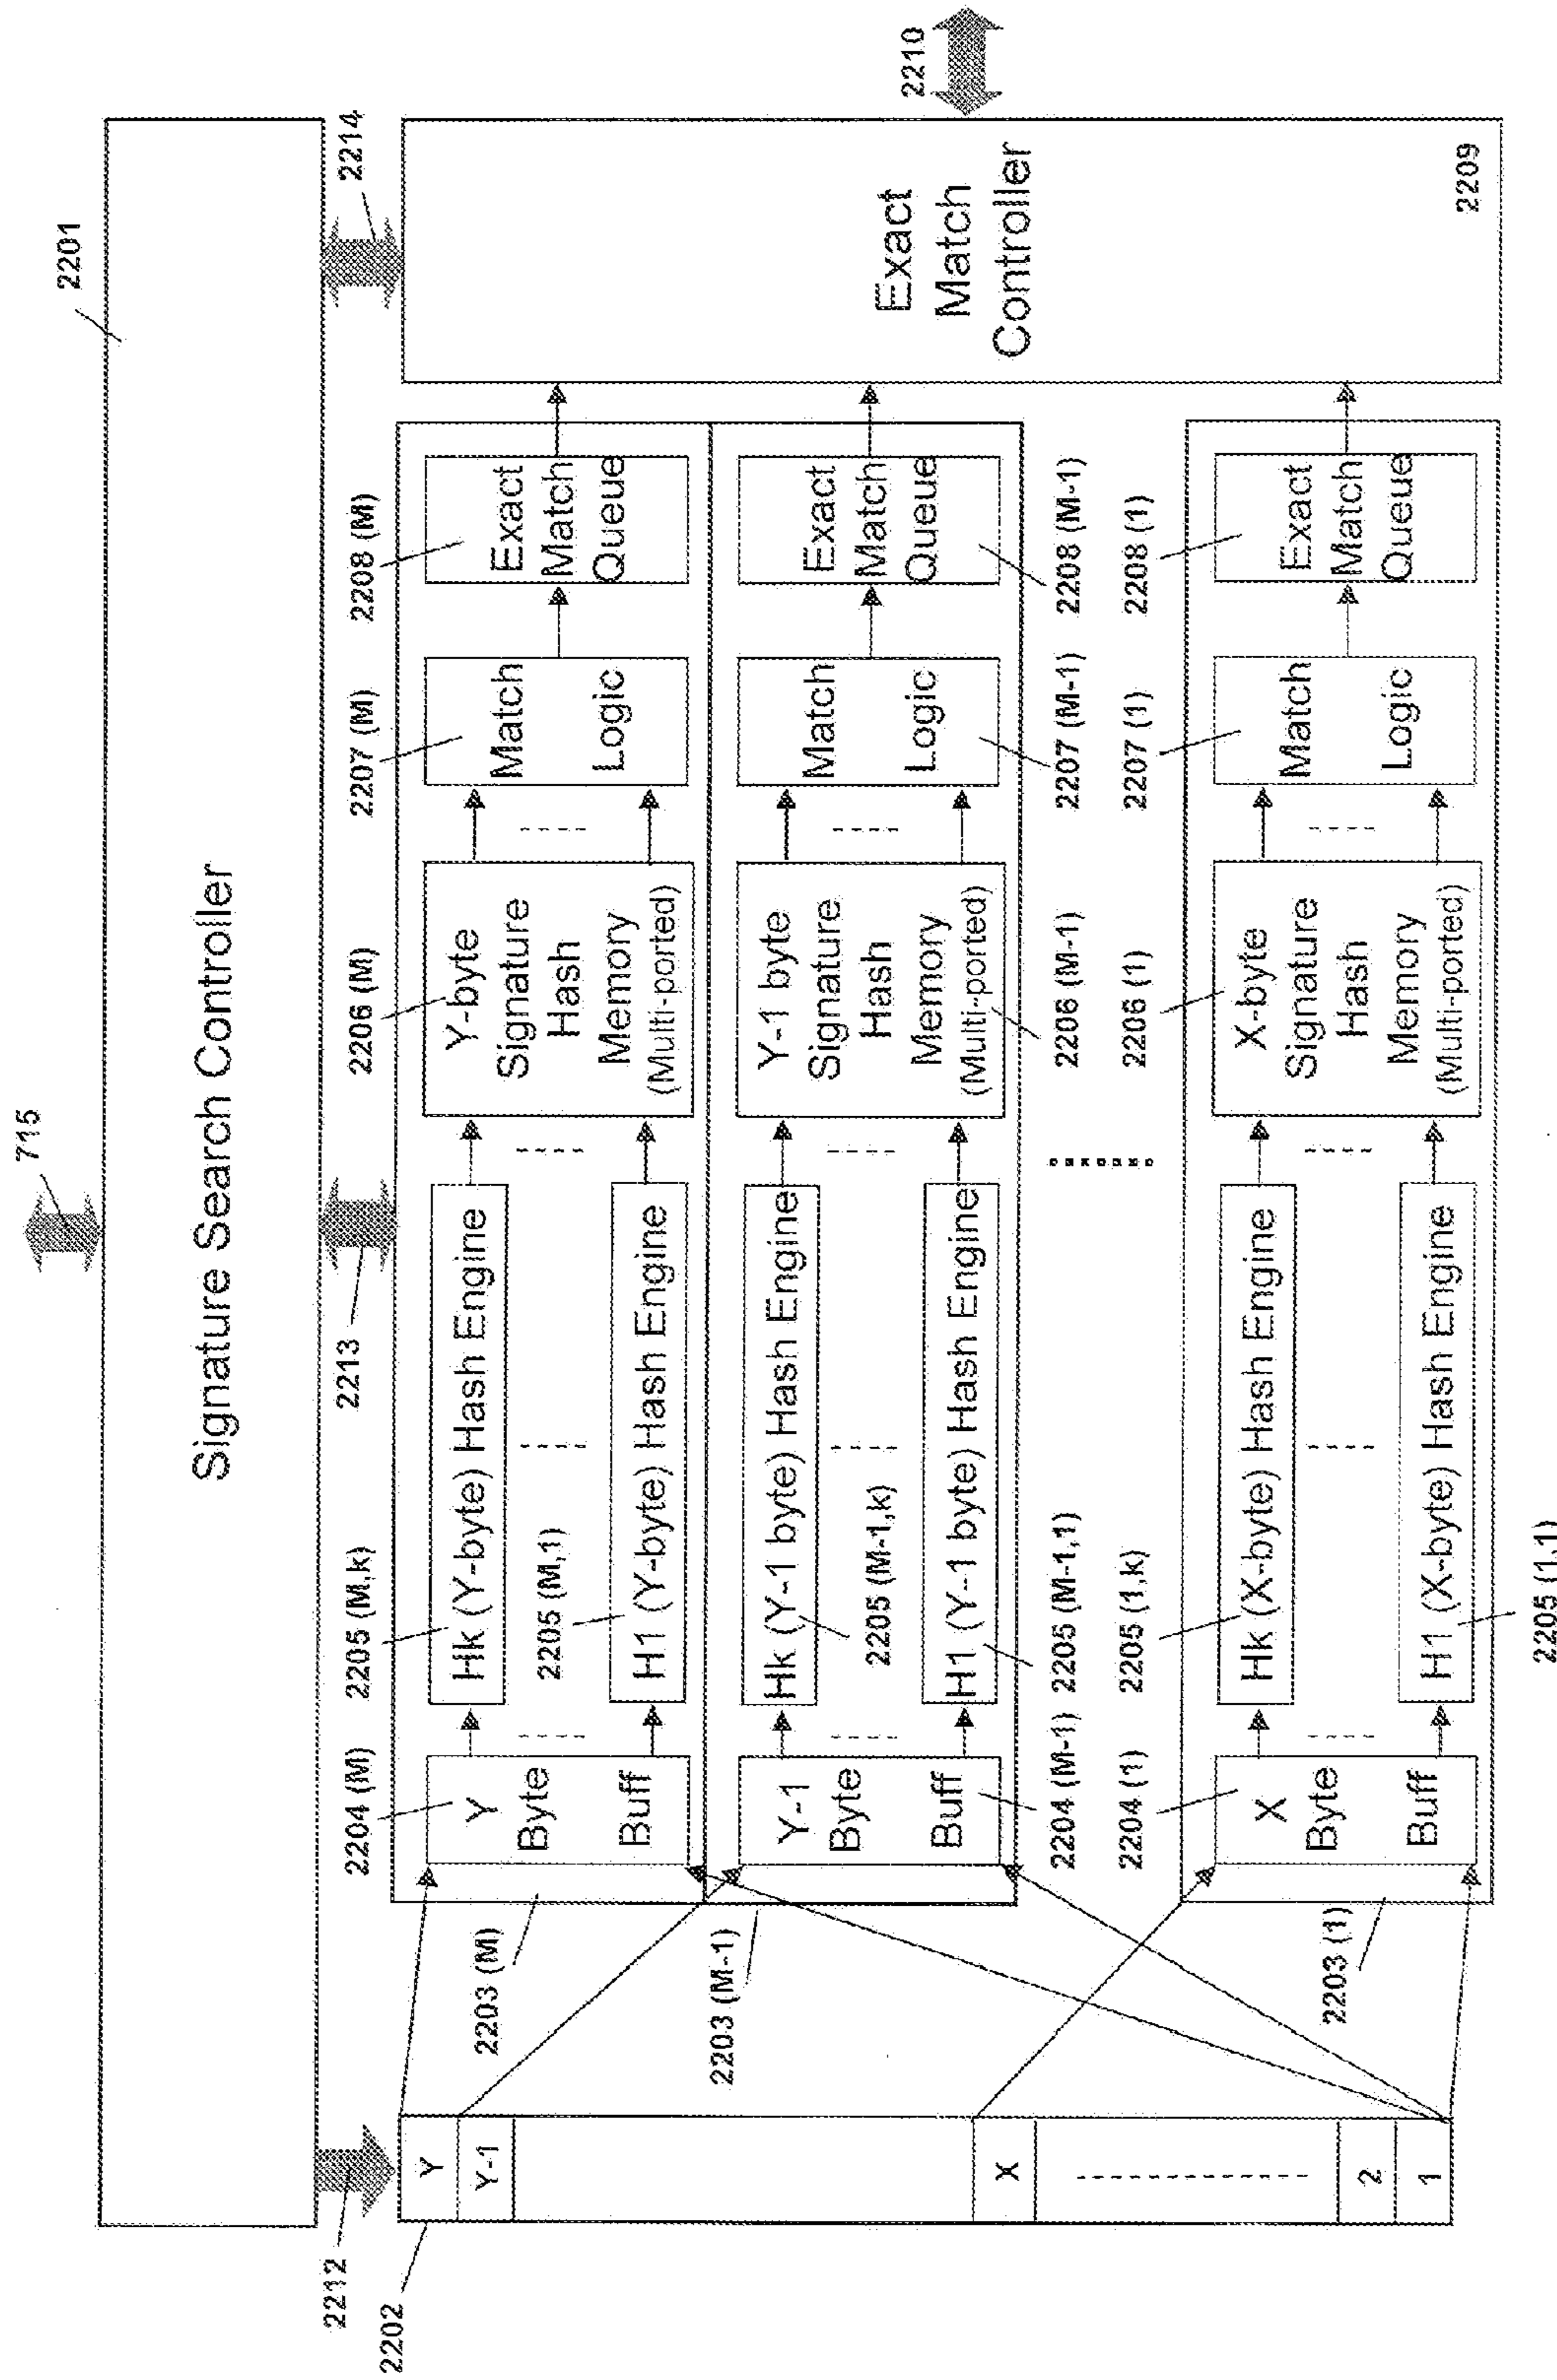 715
2201
Signature Search Controller
2212
2213
2214
2202
Y
Y-1
X
2
1
2203 (M)
2204 (M)
2205 (M,k)
2206 (M)
2207 (M)
2208 (M)
Y
Byte
Buff
Hk (Y-byte) Hash Engine
2205 (M,1)
H1 (Y-byte) Hash Engine
Y-byte
Signature
Hash
Memory
(Multi-ported)
Match
Logic
Exact
Match
Queue
2203 (M-1)
Y-1
Byte
Buff
Hk (Y-1 byte) Hash Engine
2205 (M-1,k)
H1 (Y-1 byte) Hash Engine
Y-1 byte
Signature
Hash
Memory
(Multi-ported)
Match
Logic
Exact
Match
Queue
2204 (M-1)
2205 (M-1,1)
2206 (M-1)
2207 (M-1)
2208 (M-1)
2203 (1)
2204 (1)
2205 (1,k)
2206 (1)
2207 (1)
2208 (1)
X
Byte
Buff
Hk (X-byte) Hash Engine
H1 (X-byte) Hash Engine
2205 (1,1)
X-byte
Signature
Hash
Memory
(Multi-ported)
Match
Logic
Exact
Match
Queue
Exact
Match
Controller
2209
2210